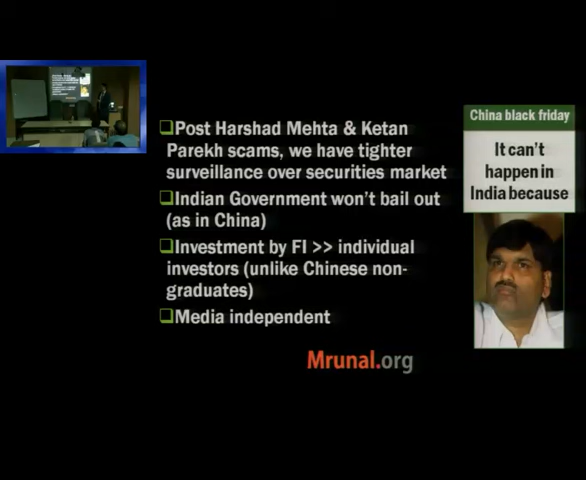 China black friday
It can't
happen in
India because
❑Post Harshad Mehta & Ketan
Parekh scams, we have tighter
surveillance over securities market
❑Indian Government won't bail out
(as in China)
❑Investment by FI >> individual
investors (unlike Chinese non-
graduates)
❑Media independent
Mrunal.org